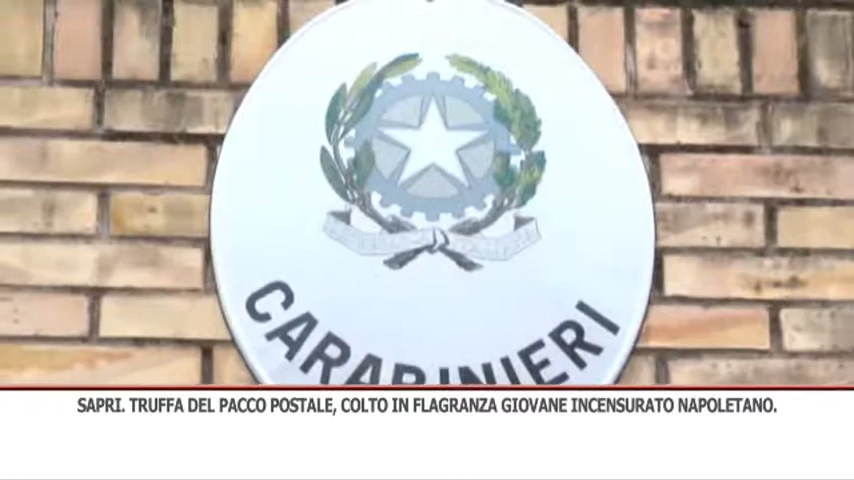 CARABINIERI
SAPRI. TRUFFA DEL PACCO POSTALE, COLTO IN FLAGRANZA GIOVANE INCENSURATO NAPOLETANO.